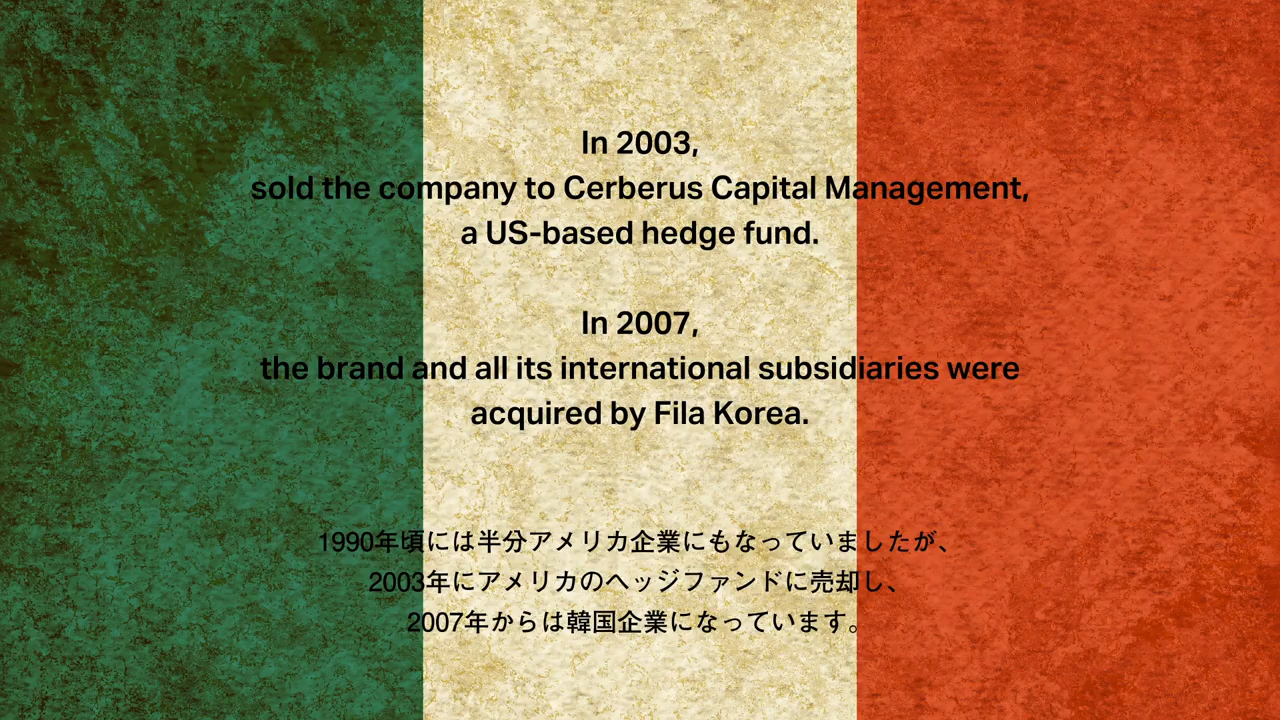 In 2003,
sold the company to Cerberus Capital Management,
a US-based hedge fund.
In 2007,
the brand and all its international subsidiaries were
acquired by Fila Korea.
1990年頃には半分アメリカ企業にもなっていましたが、
2003年にアメリカのヘッジファンドに売却し、
2007年からは韓国企業になっています。